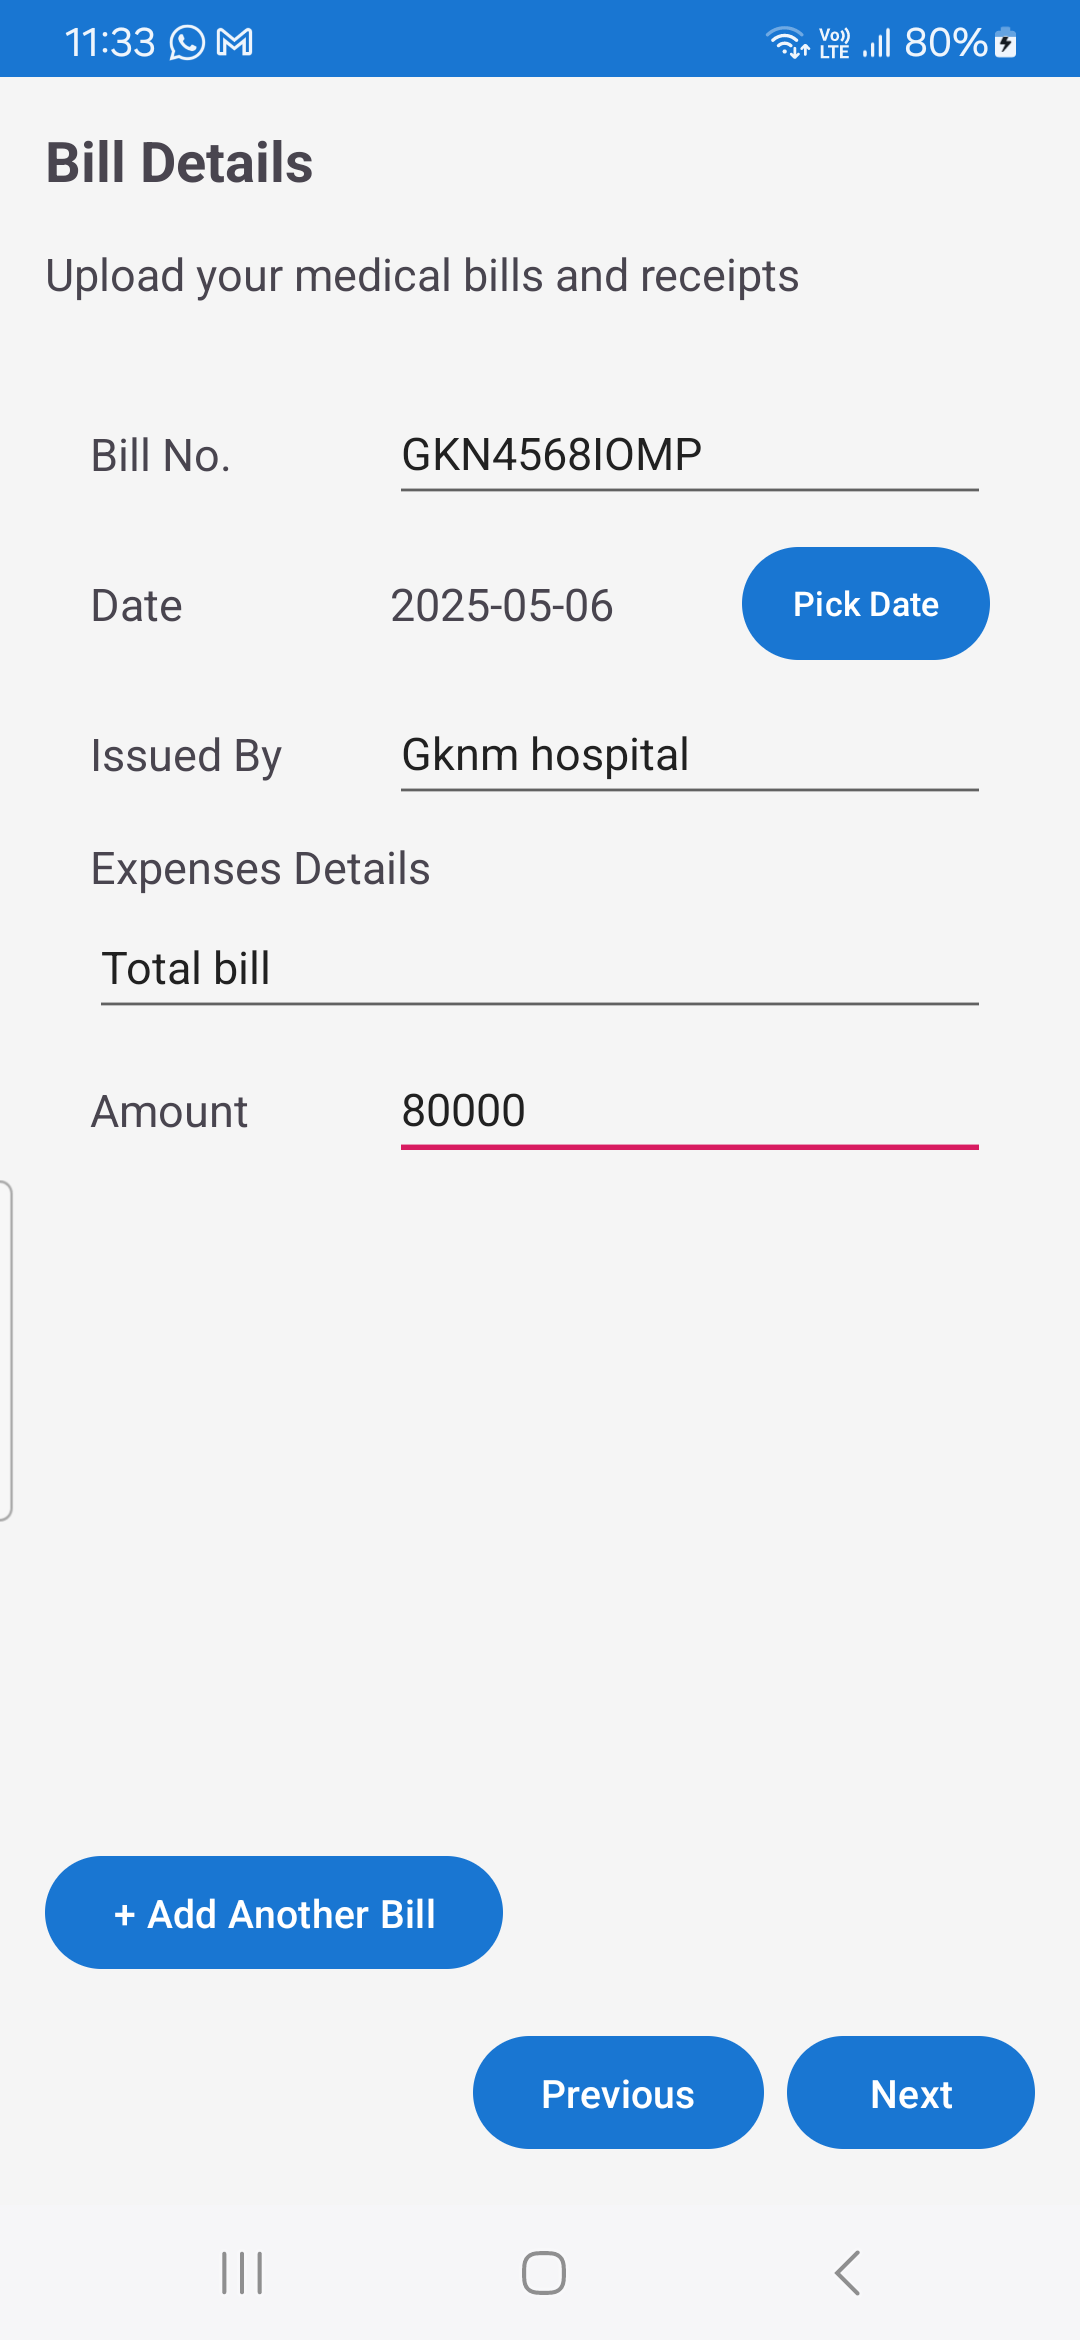 11:33 Vo)) LTE 80%
Bill Details
Upload your medical bills and receipts
Bill No. GKN4568IOMP
Date 2025-05-06 Pick Date
Issued By Gknm hospital
Expenses Details
Total bill
Amount 80000
+ Add Another Bill
Previous Next